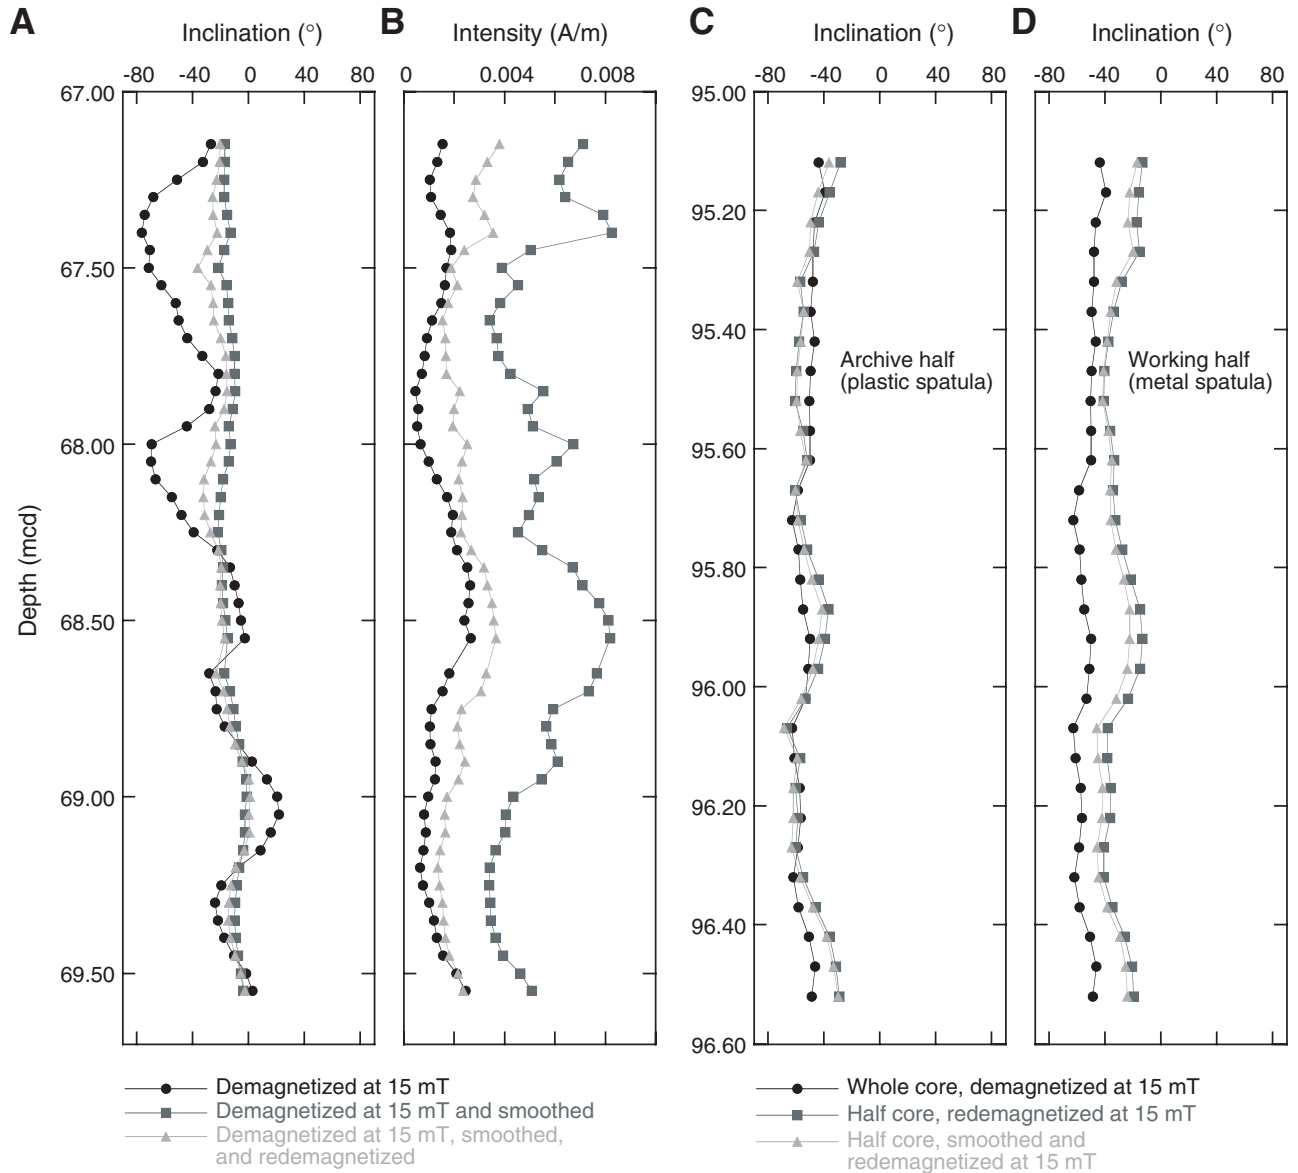 A
Inclination (°)
-80 -40 0 40 80
B
Intensity (A/m)
0 0.004 0.008
C
Inclination (°)
-80 -40 0 40 80
D
Inclination (°)
-80 -40 0 40 80
Depth (mcd)
67.00
67.50
68.00
68.50
69.00
69.50
95.00
95.20
95.40
95.60
95.80
96.00
96.20
96.40
96.60
Archive half
(plastic spatula)
Working half
(metal spatula)
Demagnetized at 15 mT
Demagnetized at 15 mT and smoothed
Demagnetized at 15 mT, smoothed,
and redemagnetized
Whole core, demagnetized at 15 mT
Half core, redemagnetized at 15 mT
Half core, smoothed and
redemagnetized at 15 mT